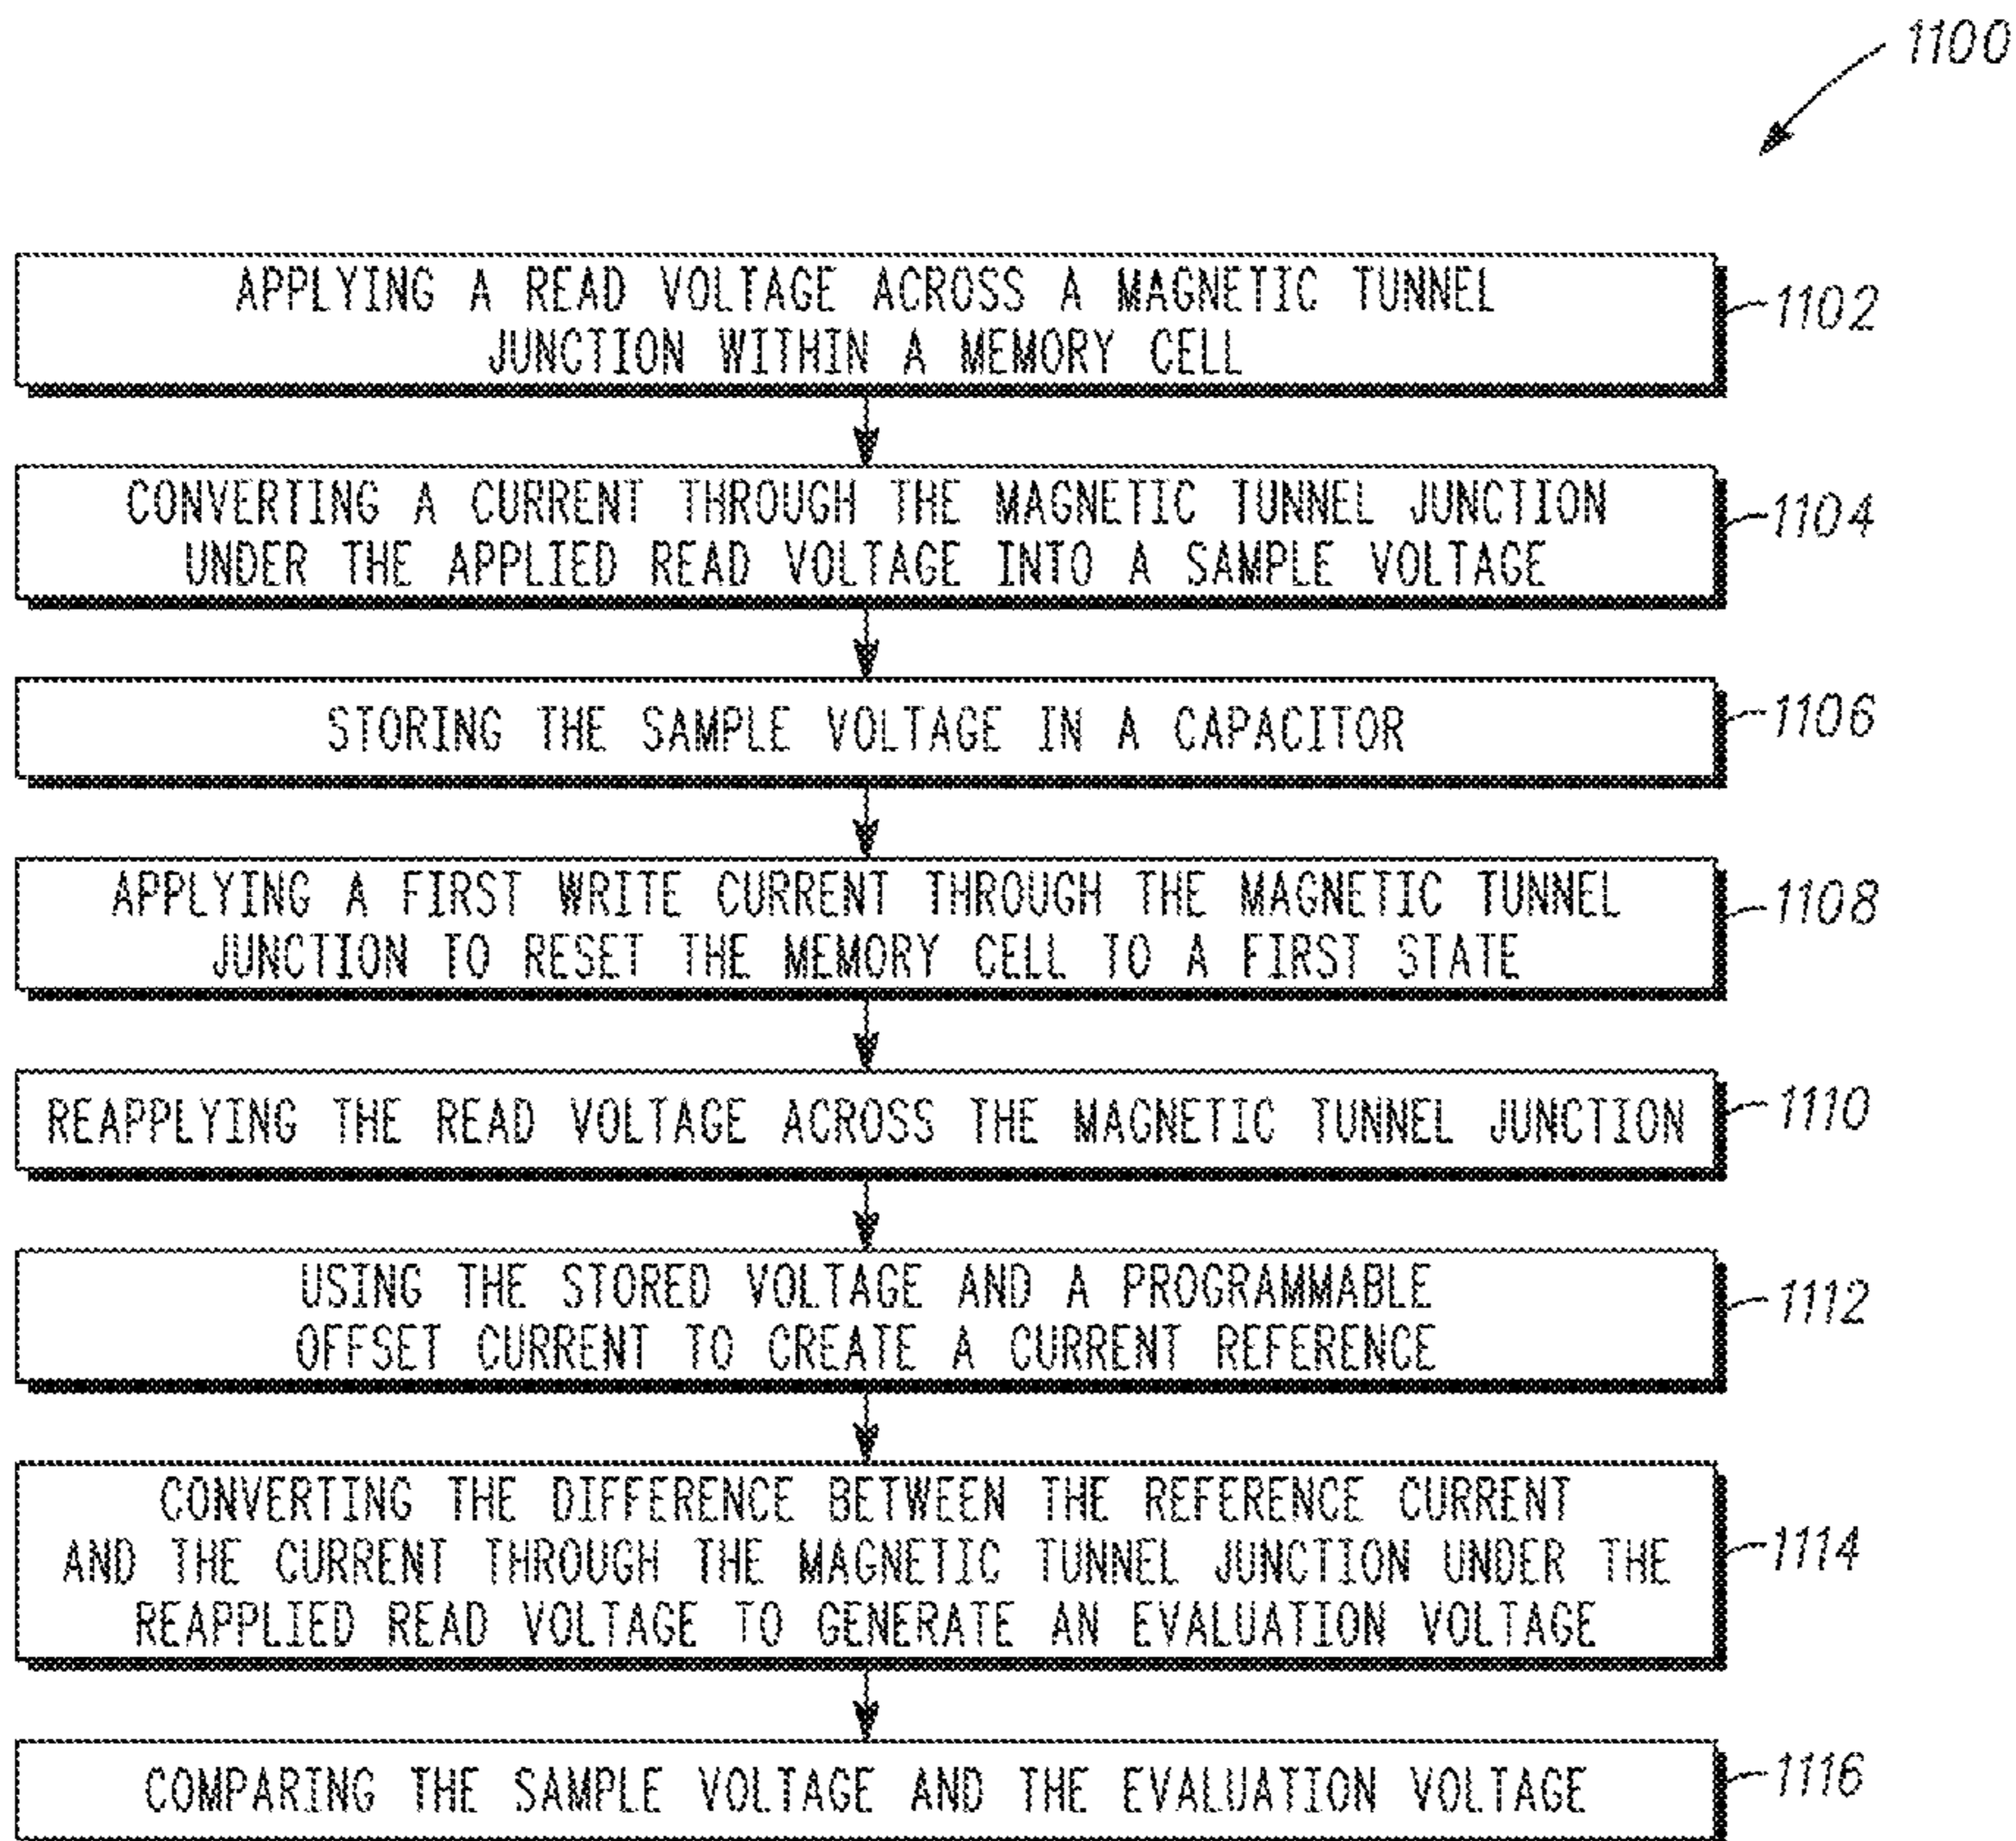 1100
APPLYING A READ VOLTAGE ACROSS A MAGNETIC TUNNEL
JUNCTION WITHIN A MEMORY CELL
1102
CONVERTING A CURRENT THROUGH THE MAGNETIC TUNNEL JUNCTION
UNDER THE APPLIED READ VOLTAGE INTO A SAMPLE VOLTAGE
1104
STORING THE SAMPLE VOLTAGE IN A CAPACITOR
1106
APPLYING A FIRST WRITE CURRENT THROUGH THE MAGNETIC TUNNEL
JUNCTION TO RESET THE MEMORY CELL TO A FIRST STATE
1108
REAPPLYING THE READ VOLTAGE ACROSS THE MAGNETIC TUNNEL JUNCTION
1110
USING THE STORED VOLTAGE AND A PROGRAMMABLE
OFFSET CURRENT TO CREATE A CURRENT REFERENCE
1112
CONVERTING THE DIFFERENCE BETWEEN THE REFERENCE CURRENT
AND THE CURRENT THROUGH THE MAGNETIC TUNNEL JUNCTION UNDER THE
REAPPLIED READ VOLTAGE TO GENERATE AN EVALUATION VOLTAGE
1114
COMPARING THE SAMPLE VOLTAGE AND THE EVALUATION VOLTAGE
1116